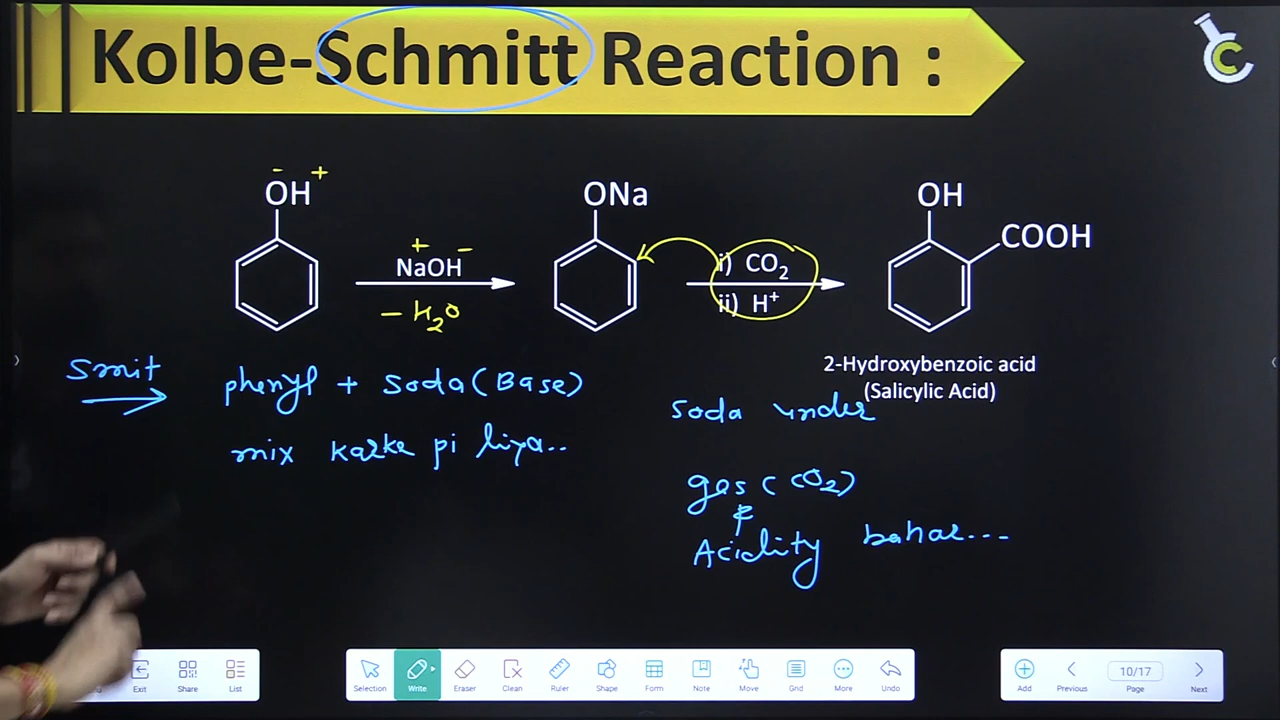 Kolbe-Schmitt Reaction :
- +
OH
ONa
OH
COOH
+ -
NaOH
- H₂O
i) CO₂
ii) H⁺
2-Hydroxybenzoic acid
(Salicylic Acid)
Smit
phenyl + Soda (Base)
mix karke pi liya..
Soda under
gas (CO₂)
Acidity bahar...
Exit
Share
List
Selection
Write
Eraser
Clean
Ruler
Shape
Form
Note
Move
Grid
More
Undo
Add
Previous
10/17
Page
Next